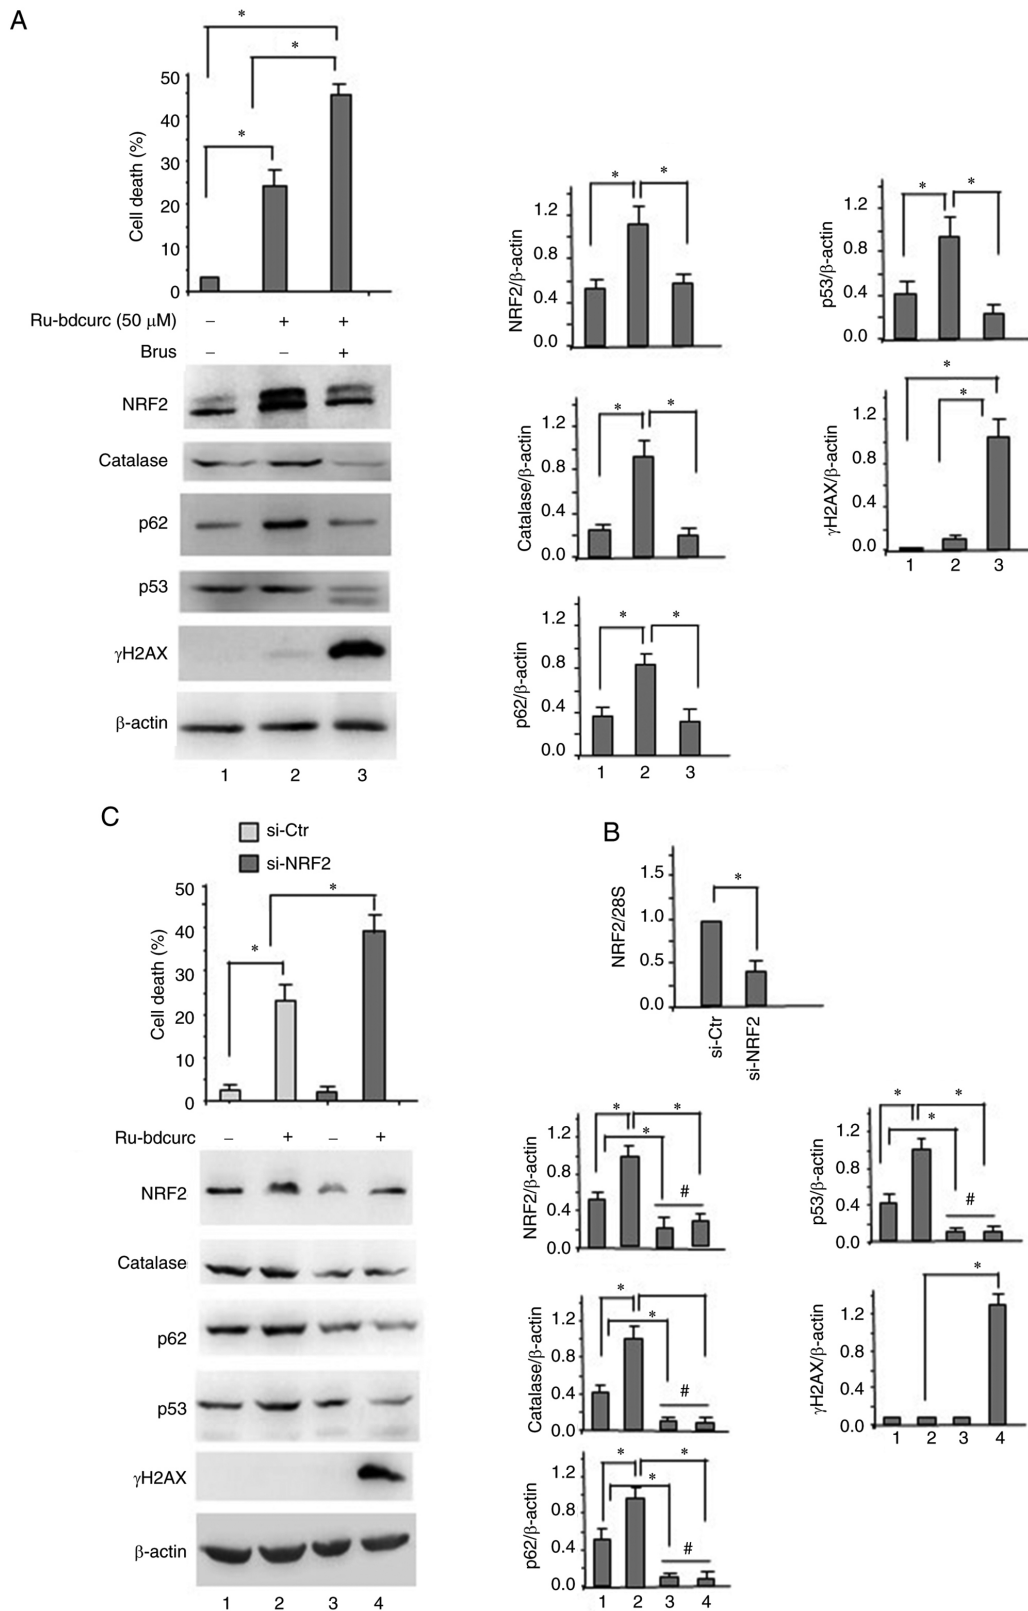 A
*
*
*
50
40
30
20
10
0
Cell death (%)
Ru-bdcurc (50 μM) – + +
Brus – – +
NRF2
Catalase
p62
p53
γH2AX
β-actin
1 2 3
* *
1.2
0.8
0.4
0.0
NRF2/β-actin
* *
1.2
0.8
0.4
0.0
p53/β-actin
* *
1.2
0.8
0.4
0.0
Catalase/β-actin
*
*
1.2
0.8
0.4
0.0
γH2AX/β-actin
1 2 3
* *
1.2
0.8
0.4
0.0
p62/β-actin
1 2 3
C
si-Ctr
si-NRF2
*
*
50
40
30
20
10
0
Cell death (%)
Ru-bdcurc – + – +
NRF2
Catalase
p62
p53
γH2AX
β-actin
1 2 3 4
B
*
1.5
1.0
0.5
0.0
NRF2/28S
si-Ctr
si-NRF2
* *
*
#
1.2
0.8
0.4
0.0
NRF2/β-actin
* *
*
#
1.2
0.8
0.4
0.0
p53/β-actin
*
*
#
1.2
0.8
0.4
0.0
Catalase/β-actin
*
1.2
0.8
0.4
0.0
γH2AX/β-actin
1 2 3 4
* *
*
#
1.2
0.8
0.4
0.0
p62/β-actin
1 2 3 4